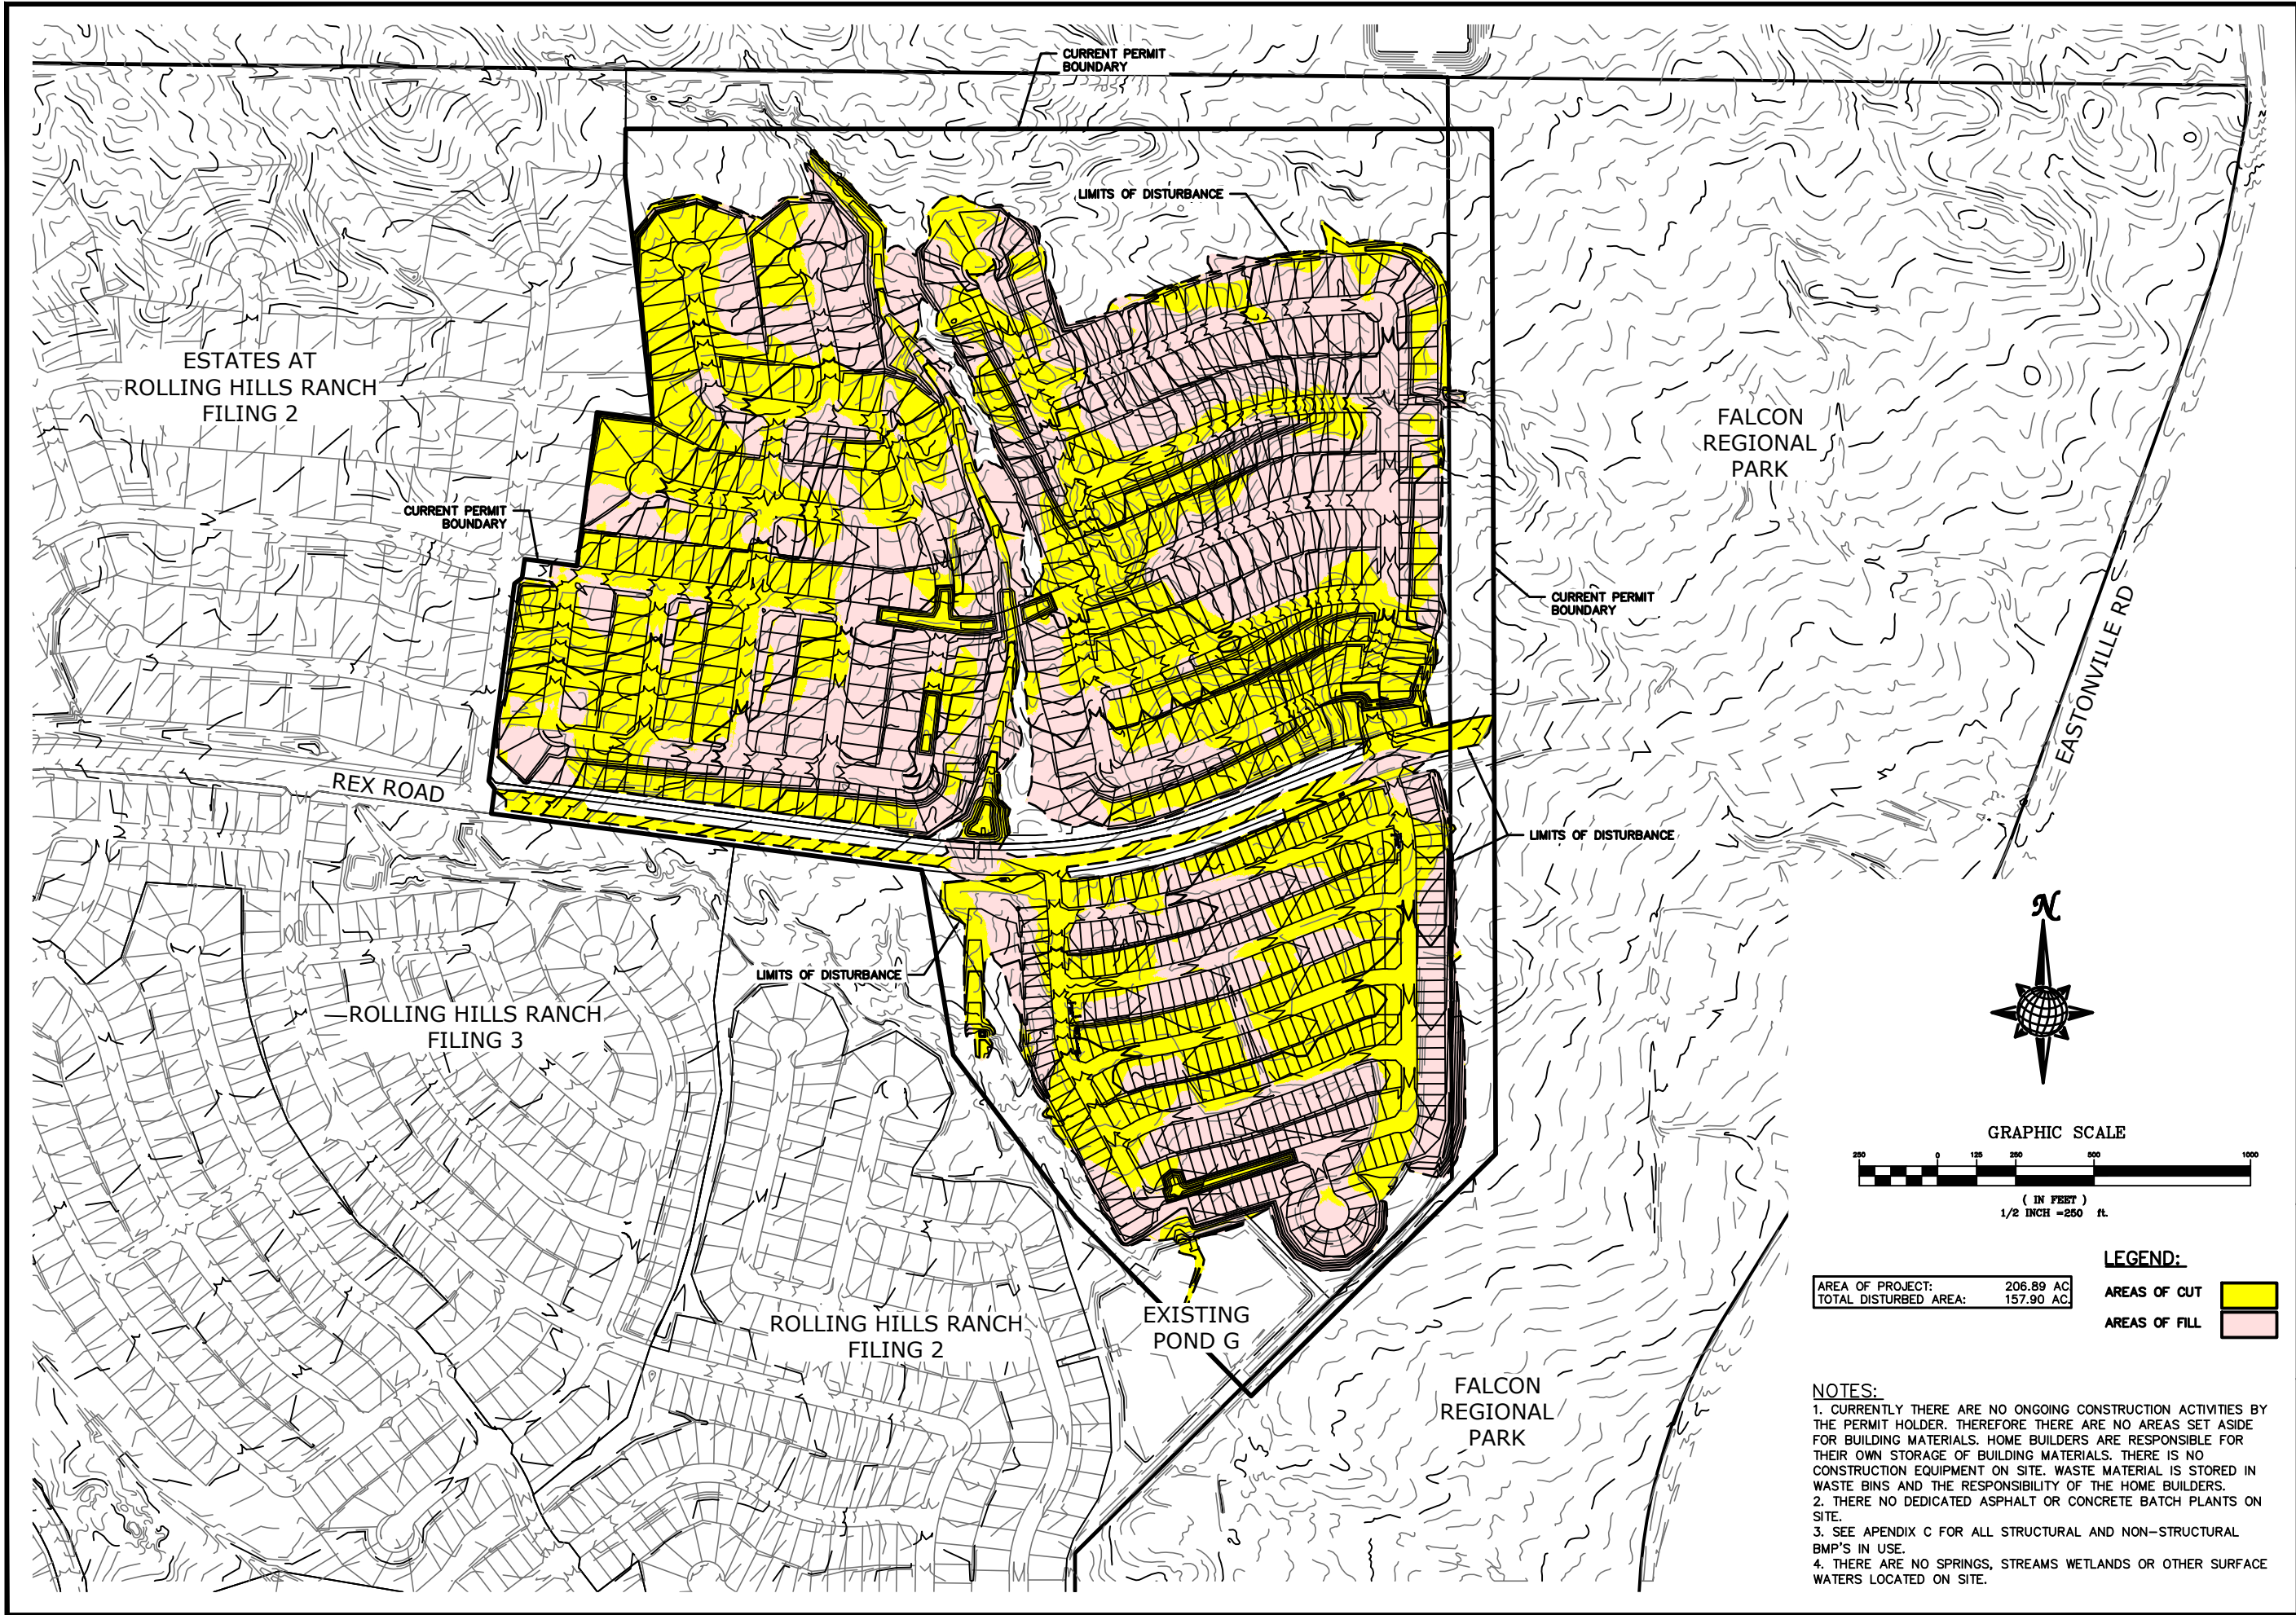 CURRENT PERMIT
BOUNDARY
LIMITS OF DISTURBANCE
ESTATES AT
ROLLING HILLS RANCH
FILING 2
FALCON
REGIONAL
PARK
CURRENT PERMIT
BOUNDARY
CURRENT PERMIT
BOUNDARY
EASTONVILLE RD
REX ROAD
LIMITS OF DISTURBANCE
LIMITS OF DISTURBANCE
ROLLING HILLS RANCH
FILING 3
N
GRAPHIC SCALE
250 0 125 250 500 1000
( IN FEET )
1/2 INCH =250 ft.
LEGEND:
AREA OF PROJECT: 206.89 AC.
TOTAL DISTURBED AREA: 157.90 AC.
AREAS OF CUT
AREAS OF FILL
ROLLING HILLS RANCH
FILING 2
EXISTING
POND G
FALCON
REGIONAL
PARK
NOTES:
1. CURRENTLY THERE ARE NO ONGOING CONSTRUCTION ACTIVITIES BY
THE PERMIT HOLDER. THEREFORE THERE ARE NO AREAS SET ASIDE
FOR BUILDING MATERIALS. HOME BUILDERS ARE RESPONSIBLE FOR
THEIR OWN STORAGE OF BUILDING MATERIALS. THERE IS NO
CONSTRUCTION EQUIPMENT ON SITE. WASTE MATERIAL IS STORED IN
WASTE BINS AND THE RESPONSIBILITY OF THE HOME BUILDERS.
2. THERE NO DEDICATED ASPHALT OR CONCRETE BATCH PLANTS ON
SITE.
3. SEE APENDIX C FOR ALL STRUCTURAL AND NON-STRUCTURAL
BMP'S IN USE.
4. THERE ARE NO SPRINGS, STREAMS WETLANDS OR OTHER SURFACE
WATERS LOCATED ON SITE.